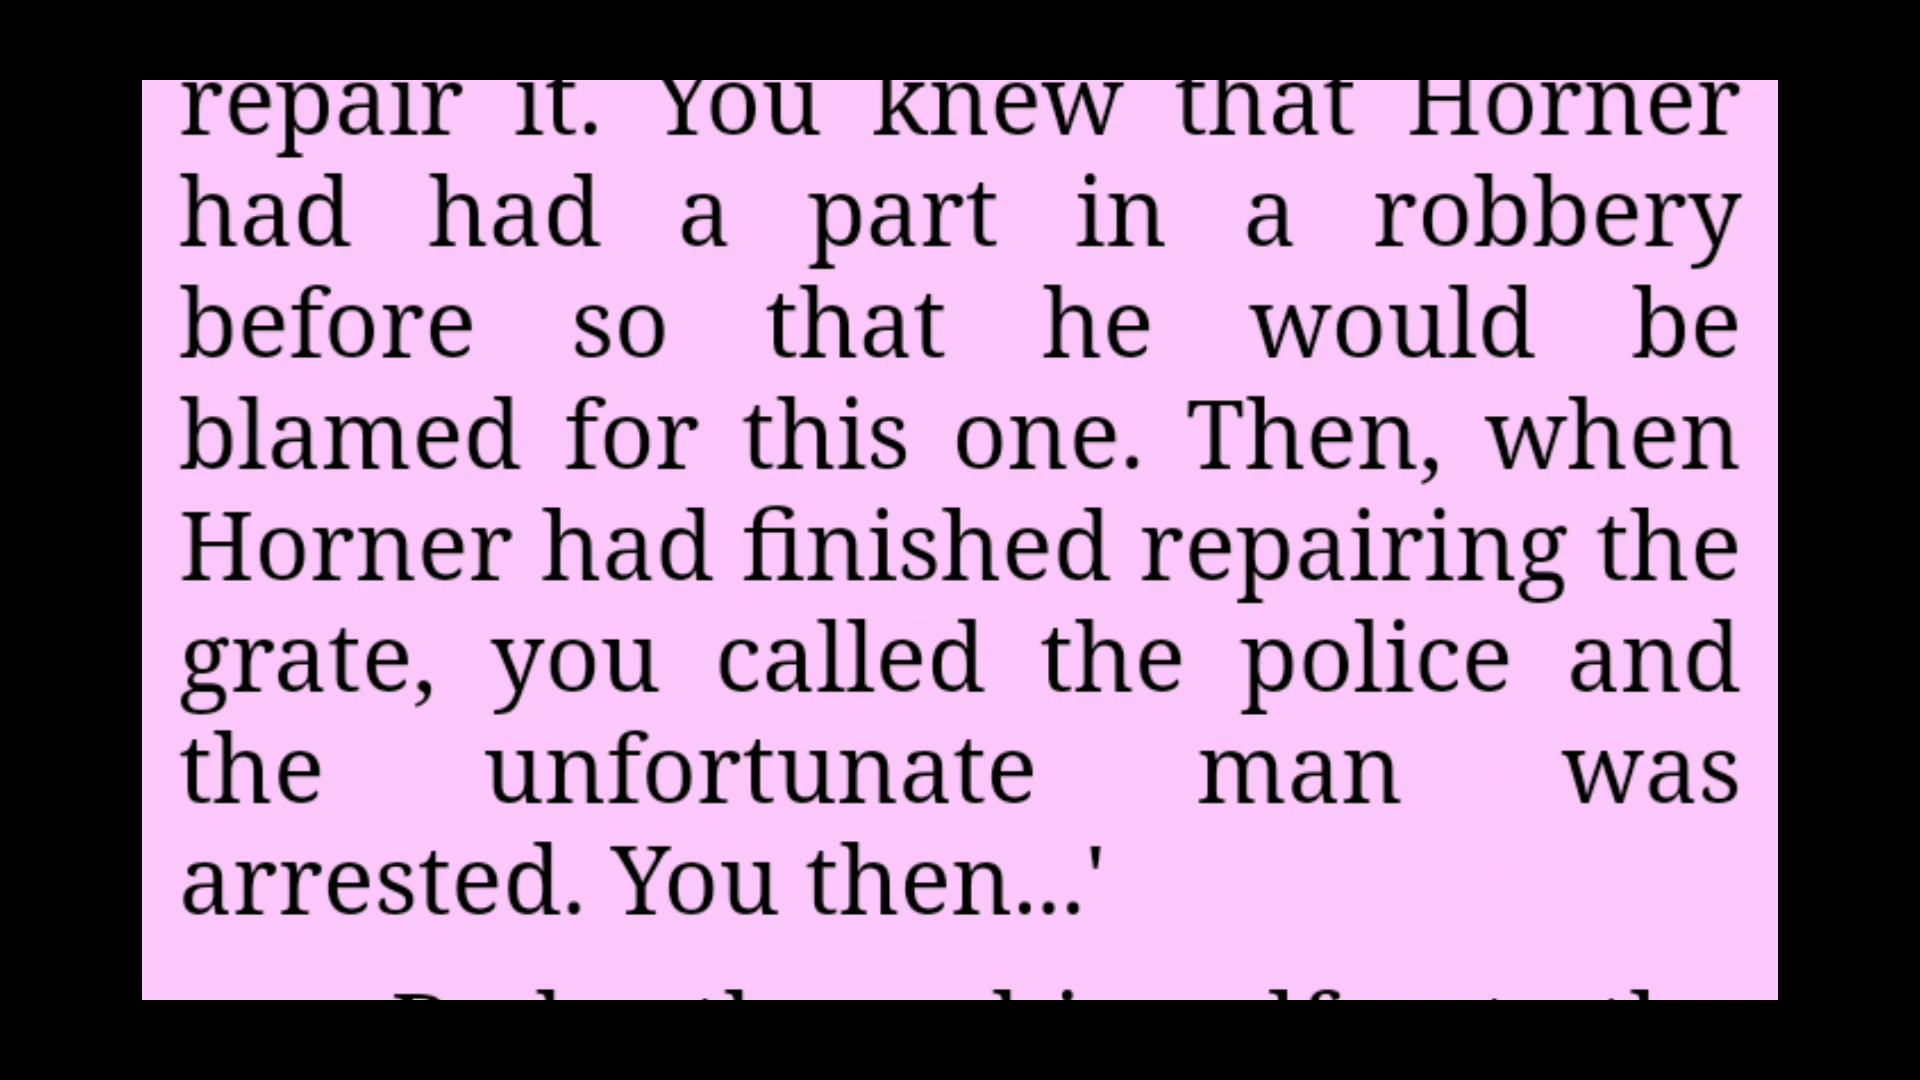 repair it. You knew that Horner
had had a part in a robbery
before so that he would be
blamed for this one. Then, when
Horner had finished repairing the
grate, you called the police and
the unfortunate man was
arrested. You then...'